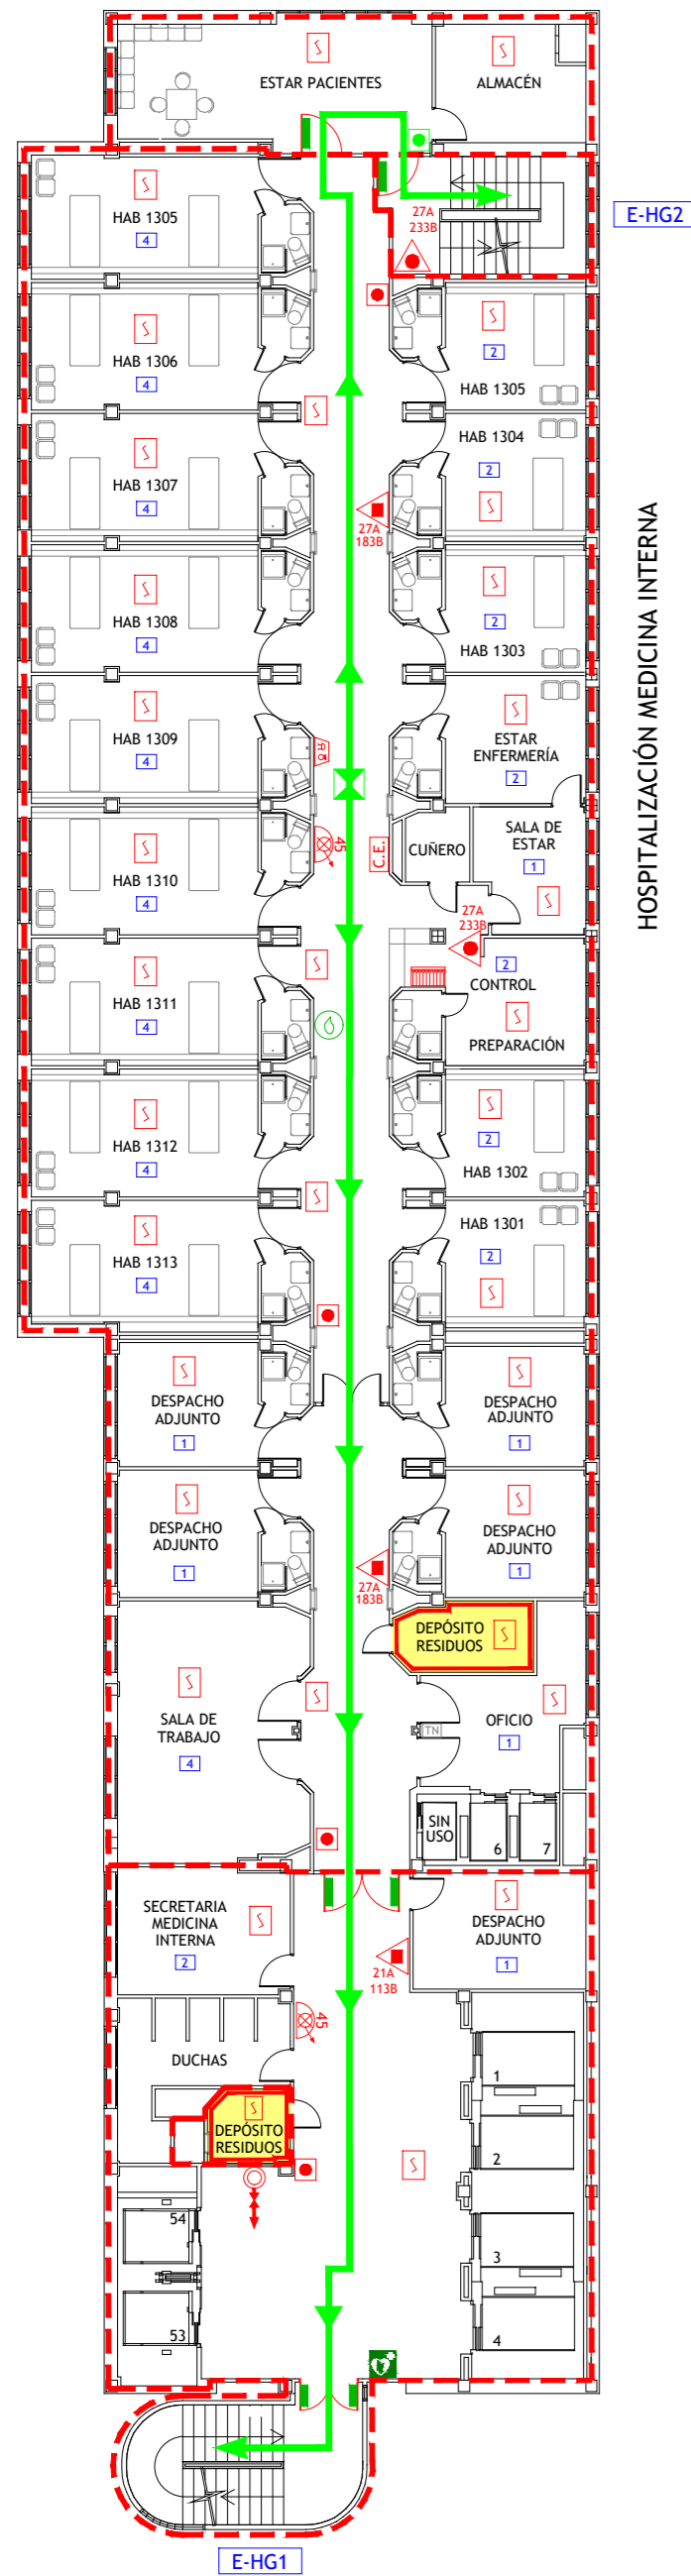 ESTAR PACIENTES
ALMACÉN
E-HG2
27A
233B
HAB 1305
4
HAB 1306
4
2
HAB 1305
HAB 1307
4
HAB 1304
2
27A
183B
HAB 1308
4
2
HAB 1303
HAB 1309
4
ESTAR
ENFERMERÍA
2
HOSPITALIZACIÓN MEDICINA INTERNA
HAB 1310
4
45
C.E.
CUÑERO
SALA DE
ESTAR
1
27A
233B
HAB 1311
4
2
CONTROL
PREPARACIÓN
HAB 1312
4
2
HAB 1302
HAB 1313
4
HAB 1301
2
DESPACHO
ADJUNTO
1
DESPACHO
ADJUNTO
1
DESPACHO
ADJUNTO
1
DESPACHO
ADJUNTO
1
27A
183B
DEPÓSITO
RESIDUOS
SALA DE
TRABAJO
4
TN
OFICIO
1
SIN
USO
6
7
SECRETARIA
MEDICINA
INTERNA
2
DESPACHO
ADJUNTO
1
21A
113B
45
DUCHAS
DEPÓSITO
RESIDUOS
1
2
3
4
54
53
E-HG1